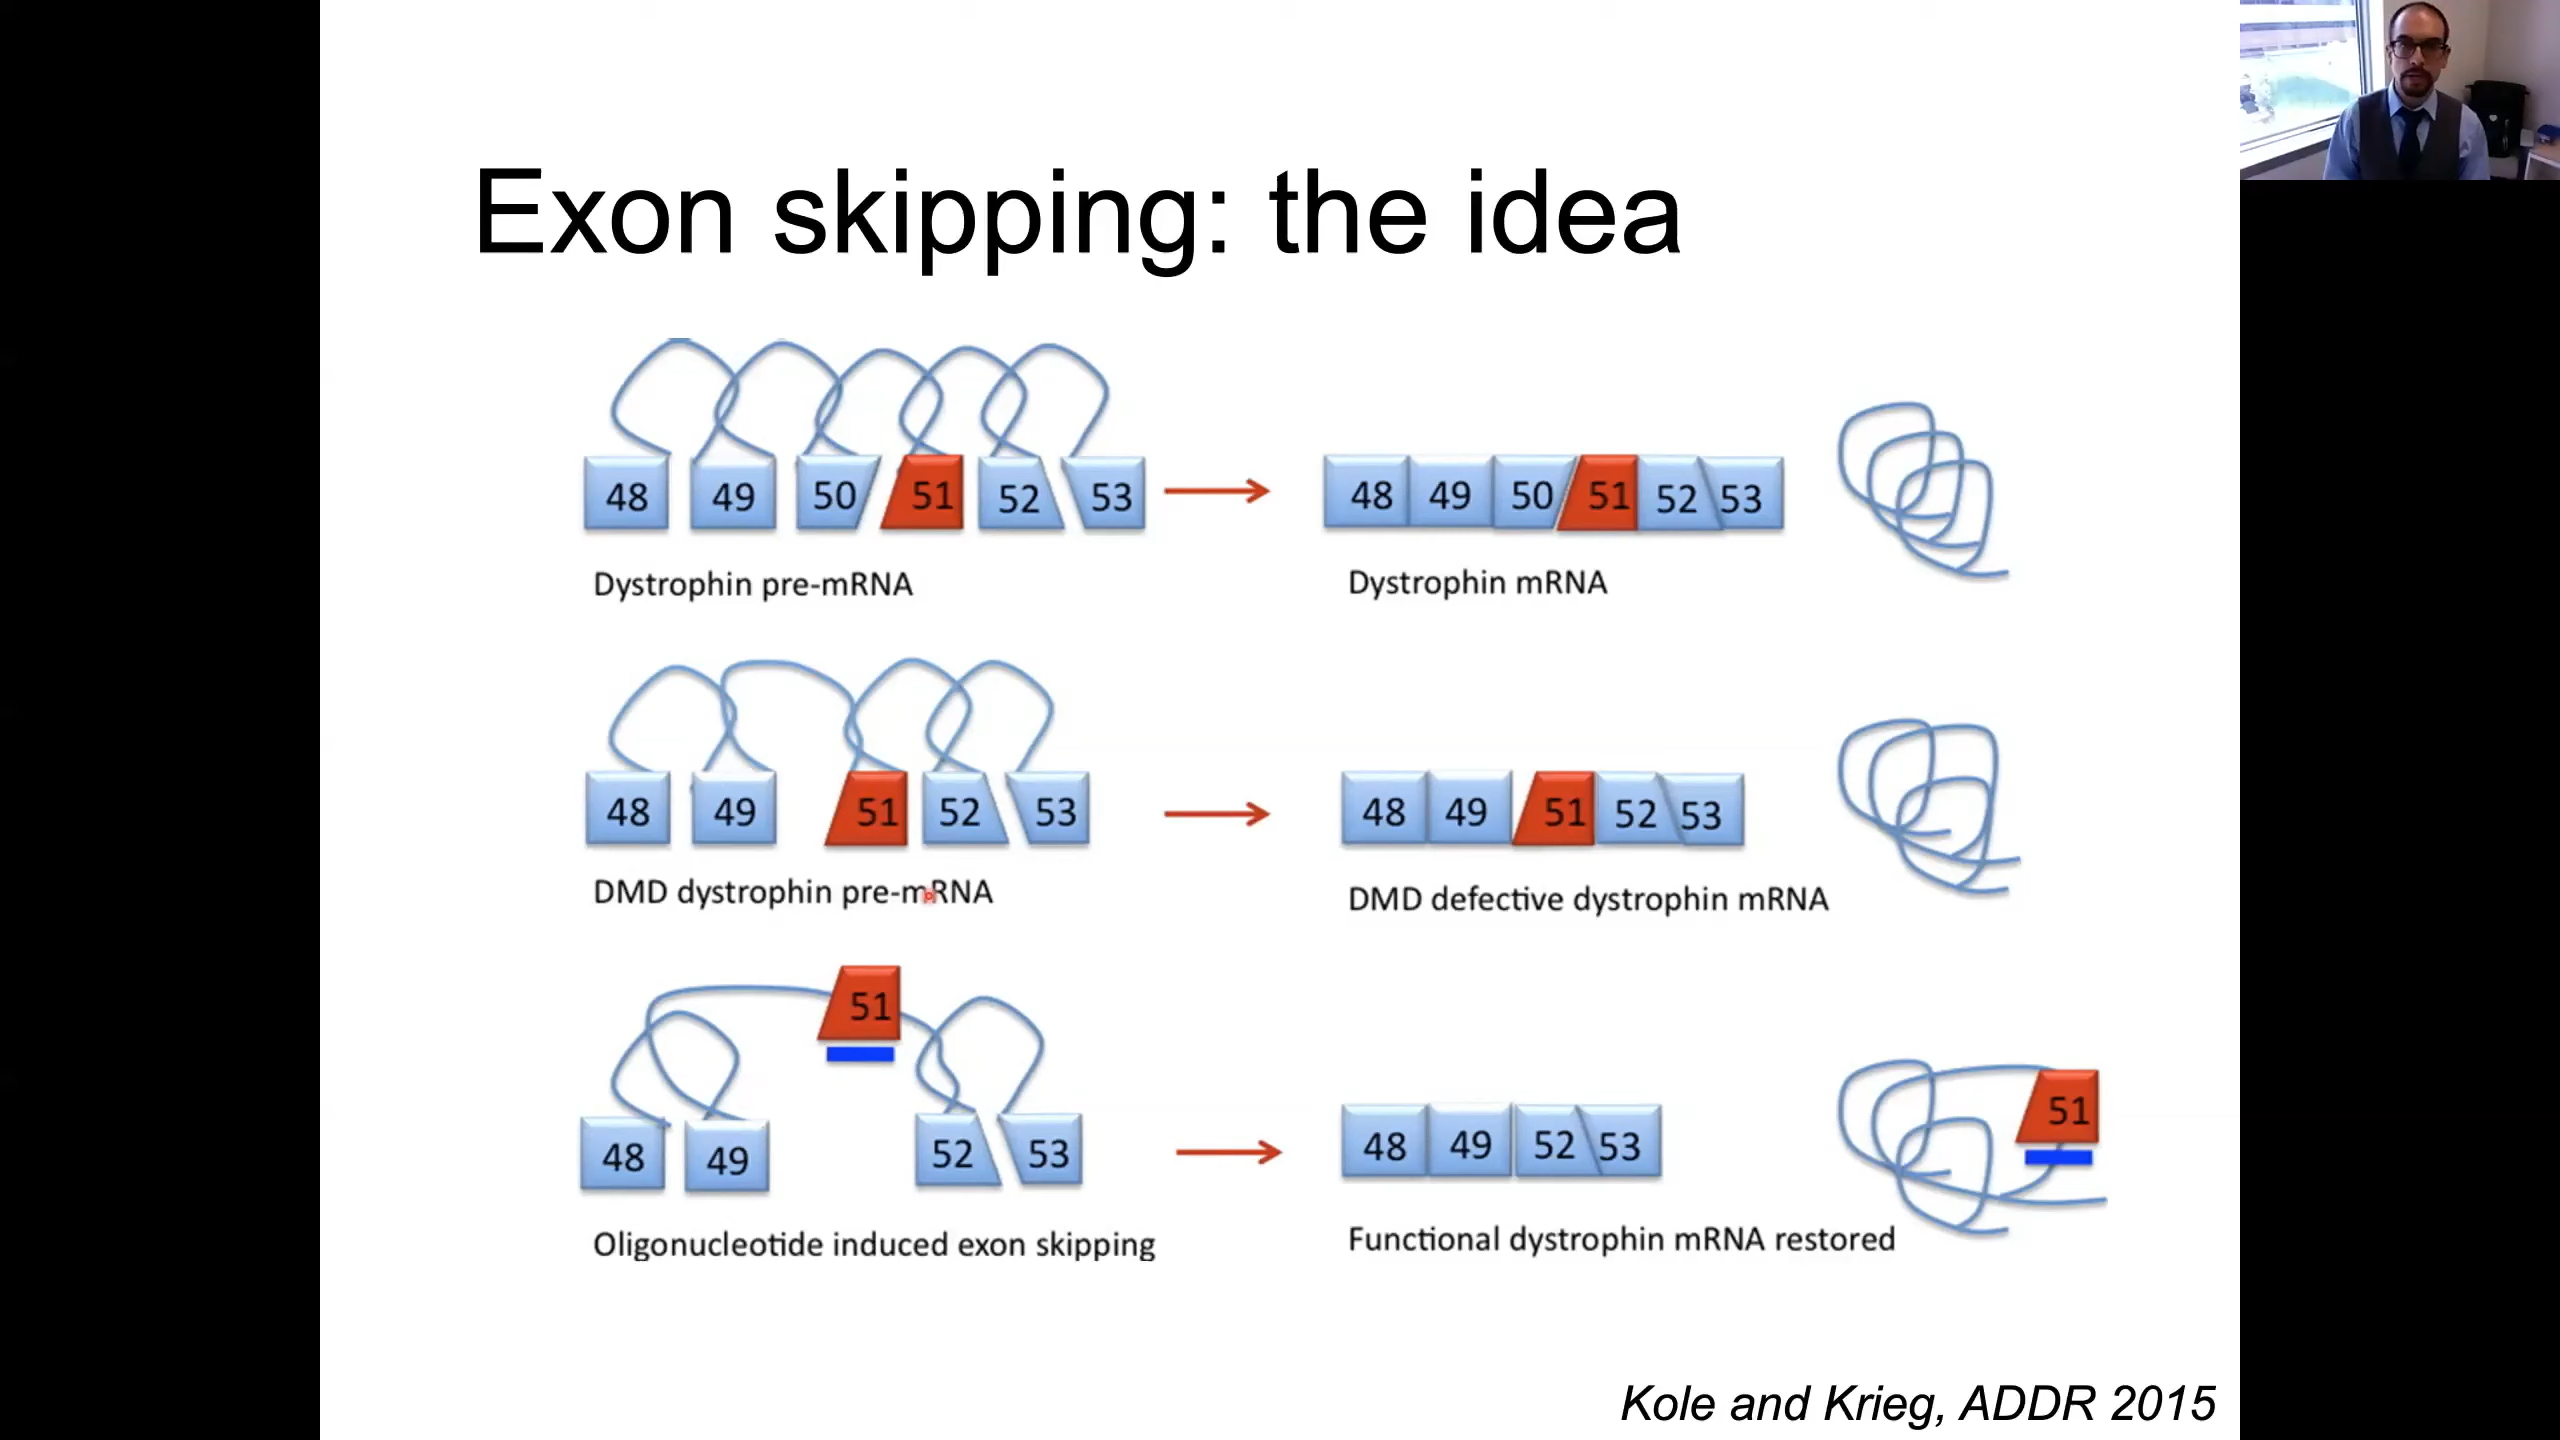 Exon skipping: the idea
48 49 50 51 52 53
48 49 50 51 52 53
Dystrophin pre-mRNA
Dystrophin mRNA
48 49 51 52 53
48 49 51 52 53
DMD dystrophin pre-mRNA
DMD defective dystrophin mRNA
51
48 49 52 53
48 49 52 53
51
Oligonucleotide induced exon skipping
Functional dystrophin mRNA restored
Kole and Krieg, ADDR 2015